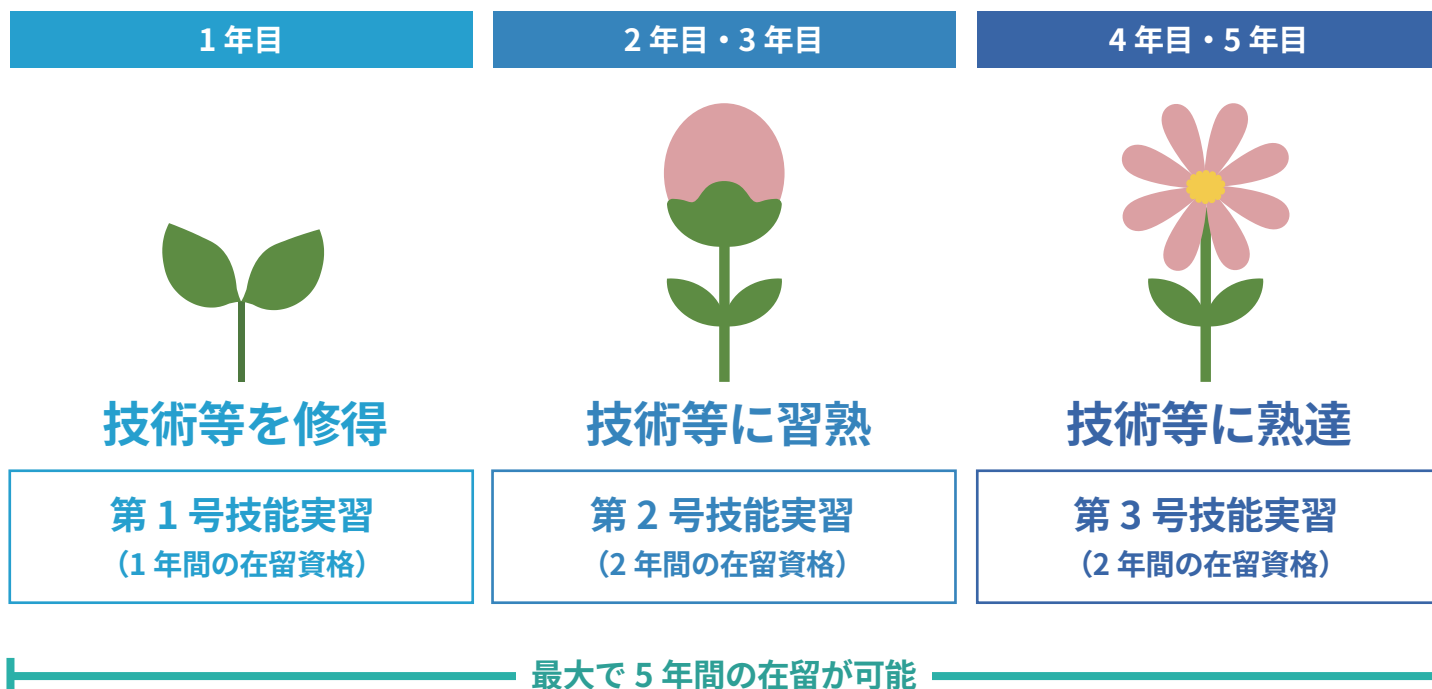 1 年目
2 年目・3 年目
4 年目・5 年目
技術等を修得
技術等に習熟
技術等に熟達
第 1 号技能実習
（1 年間の在留資格）
第 2 号技能実習
（2 年間の在留資格）
第 3 号技能実習
（2 年間の在留資格）
最大で 5 年間の在留が可能